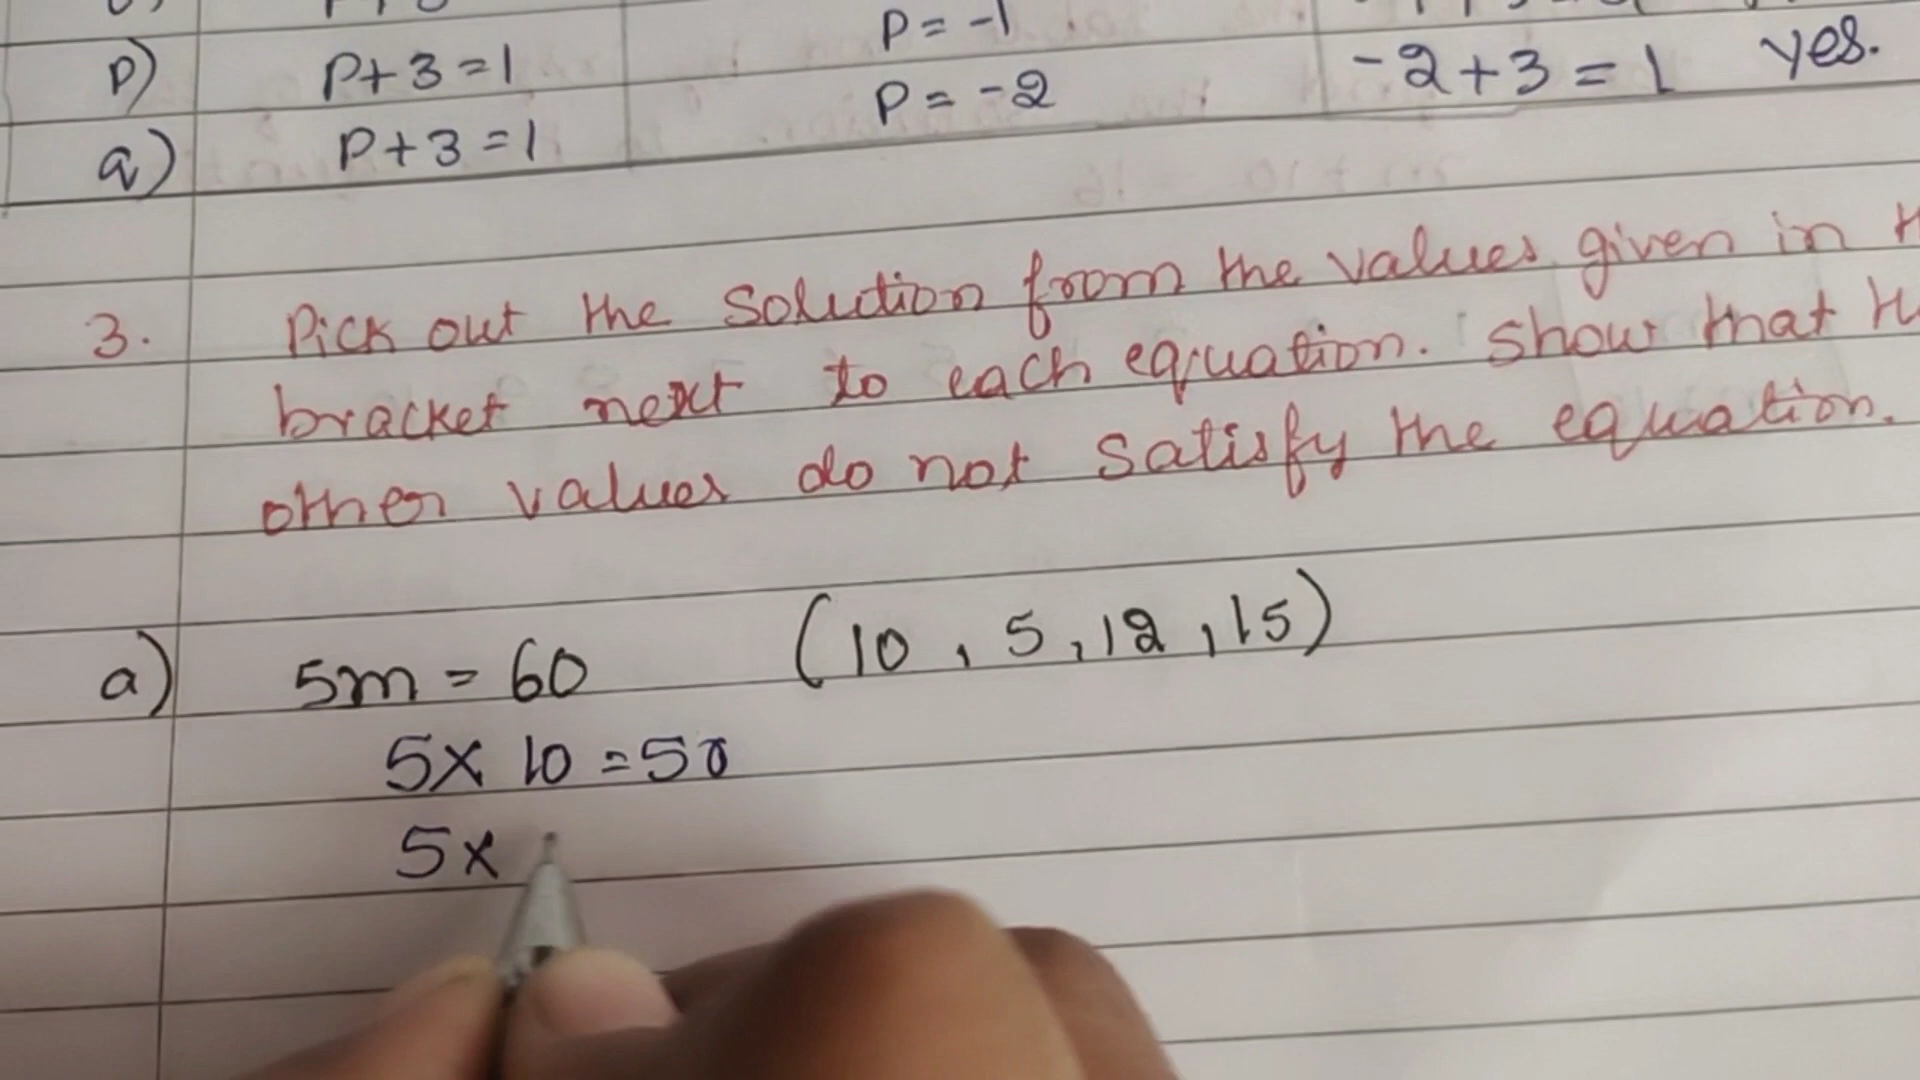 P) P+3=1 P=-1
q) P+3=1 P=-2 -2+3=1 yes.
3. Pick out the solution from the values given in
bracket next to each equation. show that
other values do not satisfy the equation.
a) 5m = 60 (10, 5, 12, 15)
5x 10 = 50
5x